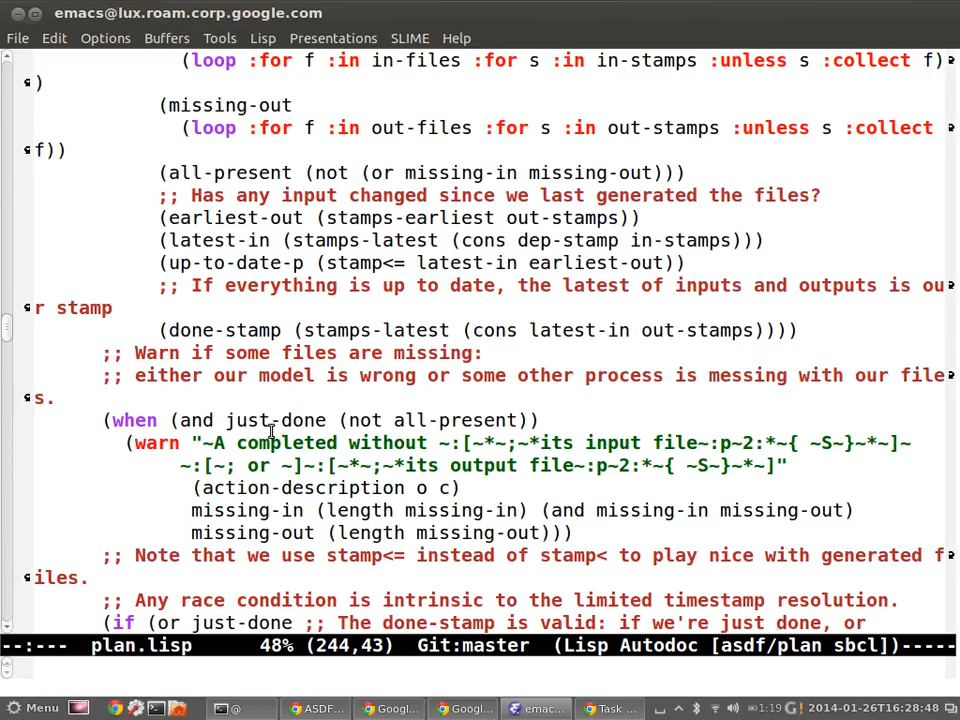 emacs@lux.roam.corp.google.com
File Edit Options Buffers Tools Lisp Presentations SLIME Help
(loop :for f :in in-files :for s :in in-stamps :unless s :collect f)
)
(missing-out
(loop :for f :in out-files :for s :in out-stamps :unless s :collect
f))
(all-present (not (or missing-in missing-out)))
;; Has any input changed since we last generated the files?
(earliest-out (stamps-earliest out-stamps))
(latest-in (stamps-latest (cons dep-stamp in-stamps)))
(up-to-date-p (stamp<= latest-in earliest-out))
;; If everything is up to date, the latest of inputs and outputs is ou
r stamp
(done-stamp (stamps-latest (cons latest-in out-stamps))))
;; Warn if some files are missing:
;; either our model is wrong or some other process is messing with our file
s.
(when (and just-done (not all-present))
(warn "~A completed without ~:[~*~;~*its input file~:p~2:*~{ ~S~}~*~]~
~:[~; or ~]~:[~*~;~*its output file~:p~2:*~{ ~S~}~*~]"
(action-description o c)
missing-in (length missing-in) (and missing-in missing-out)
missing-out (length missing-out)))
;; Note that we use stamp<= instead of stamp< to play nice with generated f
iles.
;; Any race condition is intrinsic to the limited timestamp resolution.
(if (or just-done ;; The done-stamp is valid: if we're just done, or
--:--- plan.lisp 48% (244,43) Git:master (Lisp Autodoc [asdf/plan sbcl])-----
Menu @ ASDF... Googl... Googl... emac... Task ... 1:19 2014-01-26T16:28:48